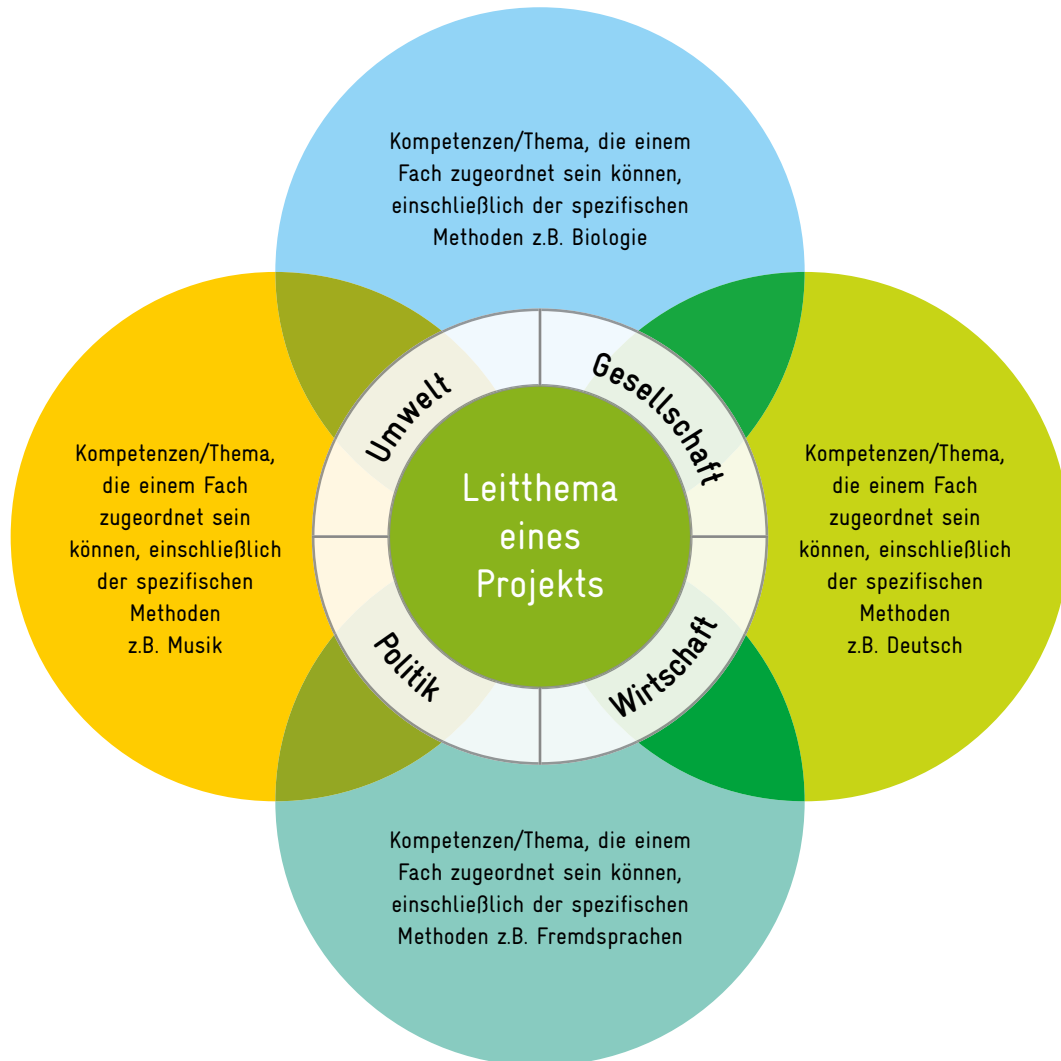 Kompetenzen/Thema, die einem
Fach zugeordnet sein können,
einschließlich der spezifischen
Methoden z.B. Biologie
Umwelt
Gesellschaft
Kompetenzen/Thema,
die einem Fach
zugeordnet sein
können, einschließlich
der spezifischen
Methoden
z.B. Musik
Leitthema
eines
Projekts
Kompetenzen/Thema,
die einem Fach
zugeordnet sein
können, einschließlich
der spezifischen
Methoden
z.B. Deutsch
Politik
Wirtschaft
Kompetenzen/Thema, die einem
Fach zugeordnet sein können,
einschließlich der spezifischen
Methoden z.B. Fremdsprachen